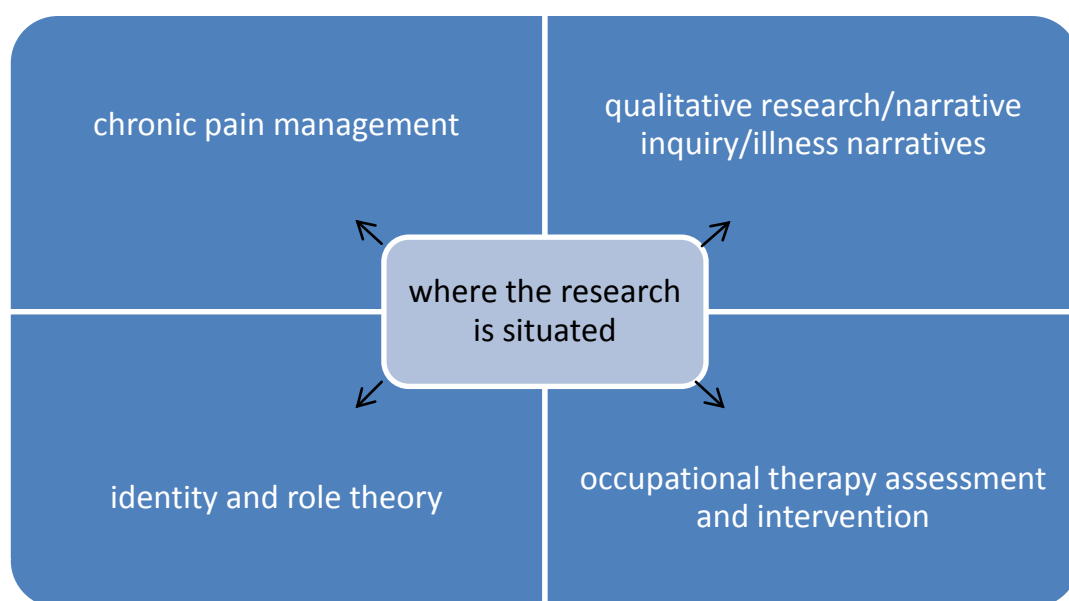 chronic pain management
qualitative research/narrative
inquiry/illness narratives
where the research
is situated
identity and role theory
occupational therapy assessment
and intervention